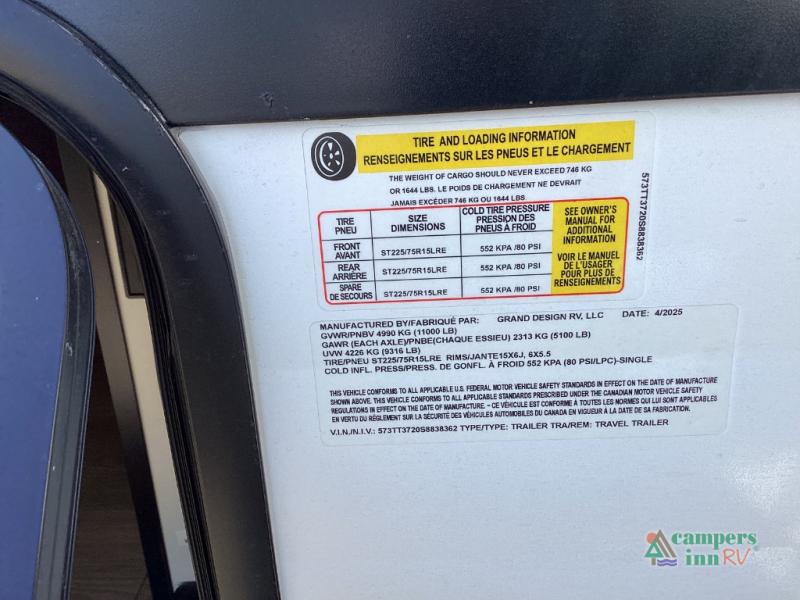 TIRE AND LOADING INFORMATION
RENSEIGNEMENTS SUR LES PNEUS ET LE CHARGEMENT
THE WEIGHT OF CARGO SHOULD NEVER EXCEED 746 KG
OR 1644 LBS. LE POIDS DE CHARGEMENT NE DEVRAIT
JAMAIS EXCÉDER 746 KG OU 1644 LBS
TIRE PNEU
SIZE DIMENSIONS
COLD TIRE PRESSURE PRESSION DES PNEUS À FROID
FRONT AVANT ST225/75R15LRE 552 KPA /80 PSI
REAR ARRIÈRE ST225/75R15LRE 552 KPA /80 PSI
SPARE DE SECOURS ST225/75R15LRE 552 KPA /80 PSI
SEE OWNER'S
MANUAL FOR
ADDITIONAL
INFORMATION
VOIR LE MANUEL
DE L'USAGER
POUR PLUS DE
RENSEIGNEMENTS
573TT3720S8838362
MANUFACTURED BY/FABRIQUÉ PAR: GRAND DESIGN RV, LLC DATE: 4/2025
GVWR/PNBV 4990 KG (11000 LB)
GAWR (EACH AXLE)/PNBE(CHAQUE ESSIEU) 2313 KG (5100 LB)
UVW 4226 KG (9316 LB)
TIRE/PNEU ST225/75R15LRE RIMS/JANTE15X6J, 6X5.5
COLD INFL. PRESS/PRESS. DE GONFL. À FROID 552 KPA (80 PSI/LPC)-SINGLE
THIS VEHICLE CONFORMS TO ALL APPLICABLE U.S. FEDERAL MOTOR VEHICLE SAFETY STANDARDS IN EFFECT ON THE DATE OF MANUFACTURE
SHOWN ABOVE. THIS VEHICLE CONFORMS TO ALL APPLICABLE STANDARDS PRESCRIBED UNDER THE CANADIAN MOTOR VEHICLE SAFETY
REGULATIONS IN EFFECT ON THE DATE OF MANUFACTURE. - CE VÉHICULE EST CONFORME À TOUTES LES NORMES QUI LUI SONT APPLICABLES
EN VERTU DU RÈGLEMENT SUR LA SÉCURITÉ DES VÉHICULES AUTOMOBILES DU CANADA EN VIGUEUR À LA DATE DE SA FABRICATION.
V.I.N./N.I.V.: 573TT3720S8838362 TYPE/TYPE: TRAILER TRA/REM: TRAVEL TRAILER
campers
inn RV